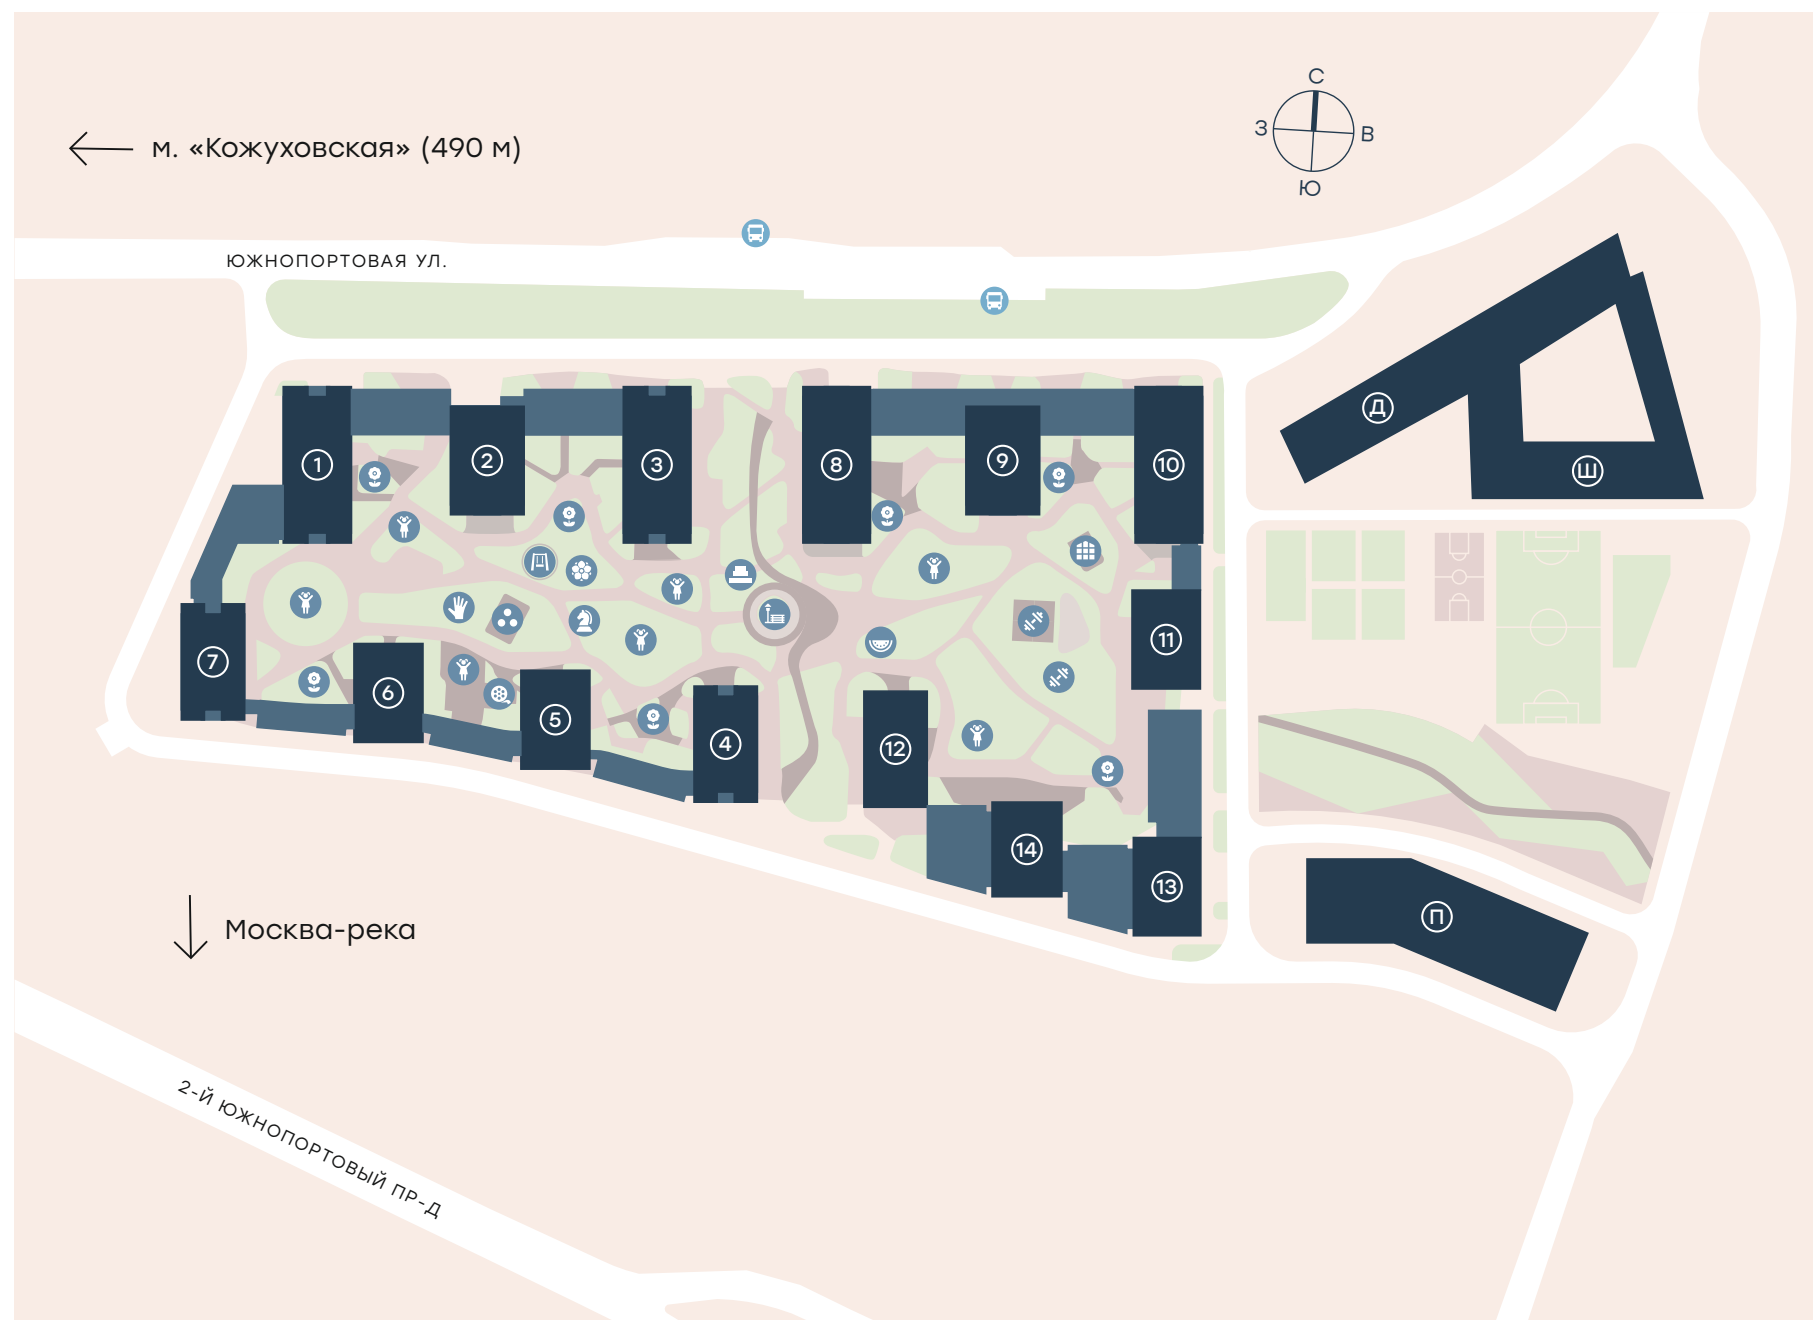 С
З
В
Ю
м. «Кожуховская» (490 м)
ЮЖНОПОРТОВАЯ УЛ.
Д
Ш
1
2
3
8
9
10
7
6
5
4
12
11
14
13
П
Москва-река
2-Й ЮЖНОПОРТОВЫЙ ПР-Д